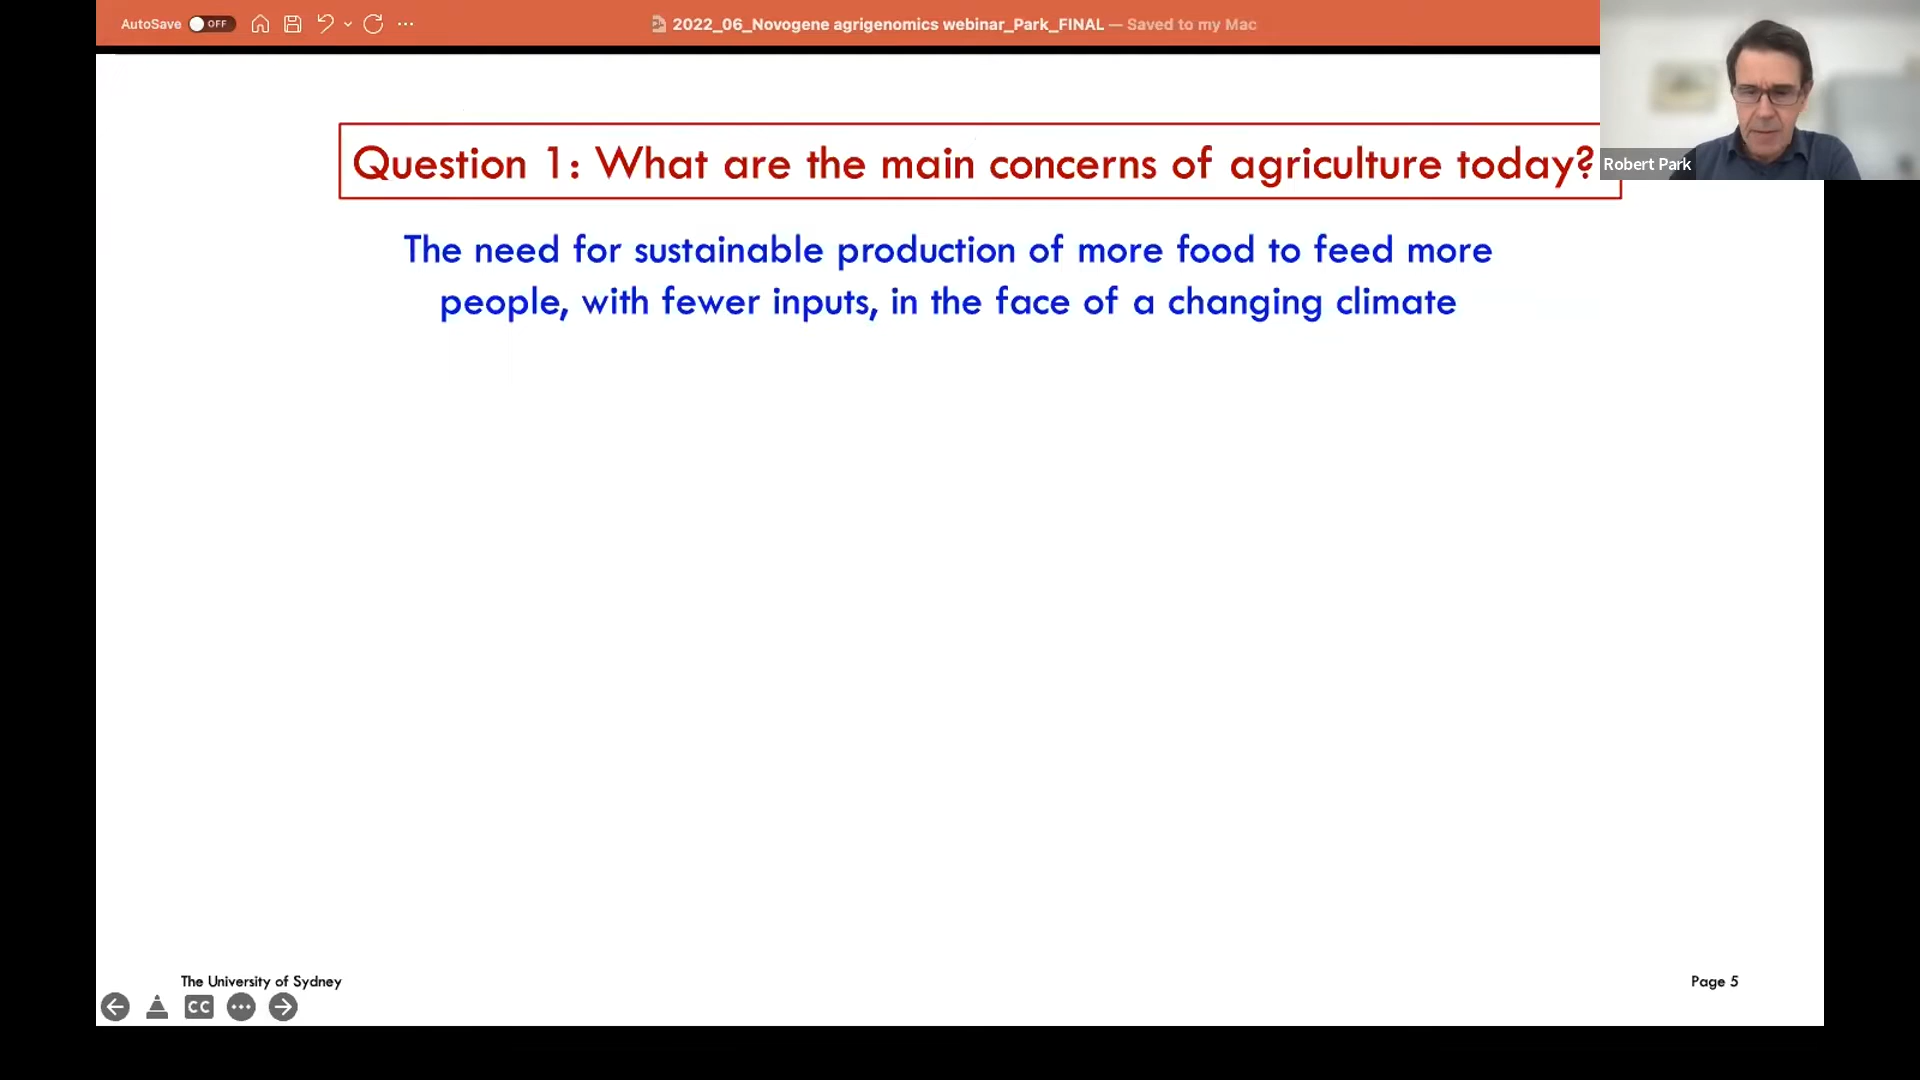 AutoSave OFF
2022_06_Novogene agrigenomics webinar_Park_FINAL — Saved to my Mac
Question 1: What are the main concerns of agriculture today?
Robert Park
The need for sustainable production of more food to feed more
people, with fewer inputs, in the face of a changing climate
The University of Sydney
Page 5
CC